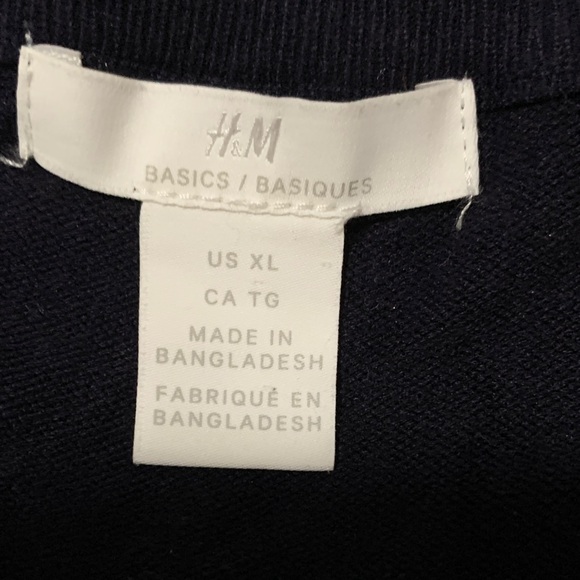 H&M
BASICS / BASIQUES
US XL
CA TG
MADE IN
BANGLADESH
FABRIQUÉ EN
BANGLADESH